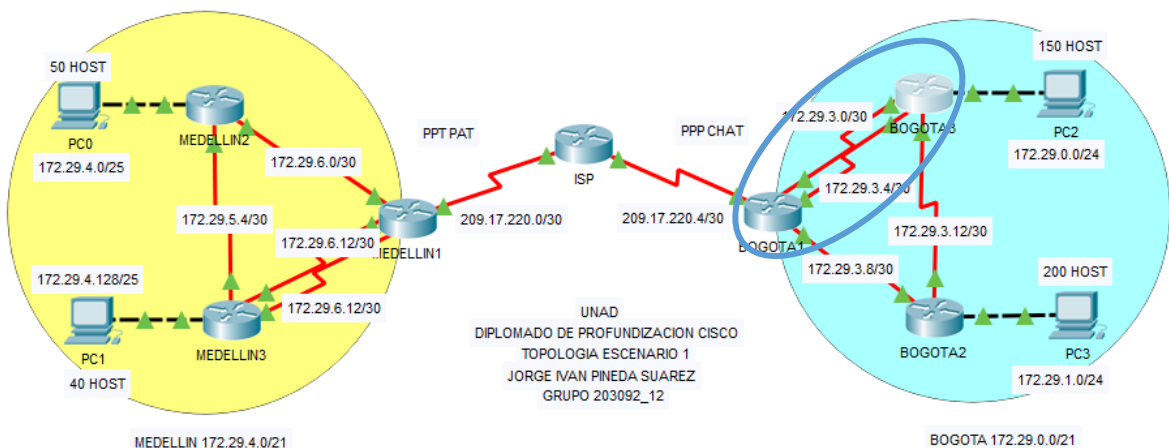 50 HOST
PC0
172.29.4.0/25
MEDELLIN2
172.29.6.0/30
172.29.5.4/30
172.29.6.12/30
MEDELLIN1
172.29.6.12/30
172.29.4.128/25
PC1
40 HOST
MEDELLIN3
MEDELLIN 172.29.4.0/21
PPT PAT
ISP
PPP CHAT
209.17.220.0/30
209.17.220.4/30
UNAD
DIPLOMADO DE PROFUNDIZACION CISCO
TOPOLOGIA ESCENARIO 1
JORGE IVAN PINEDA SUAREZ
GRUPO 203092_12
150 HOST
172.29.3.0/30
BOGOTA3
PC2
172.29.0.0/24
172.29.3.4/30
BOGOTA1
172.29.3.12/30
172.29.3.8/30
200 HOST
BOGOTA2
PC3
172.29.1.0/24
BOGOTA 172.29.0.0/21